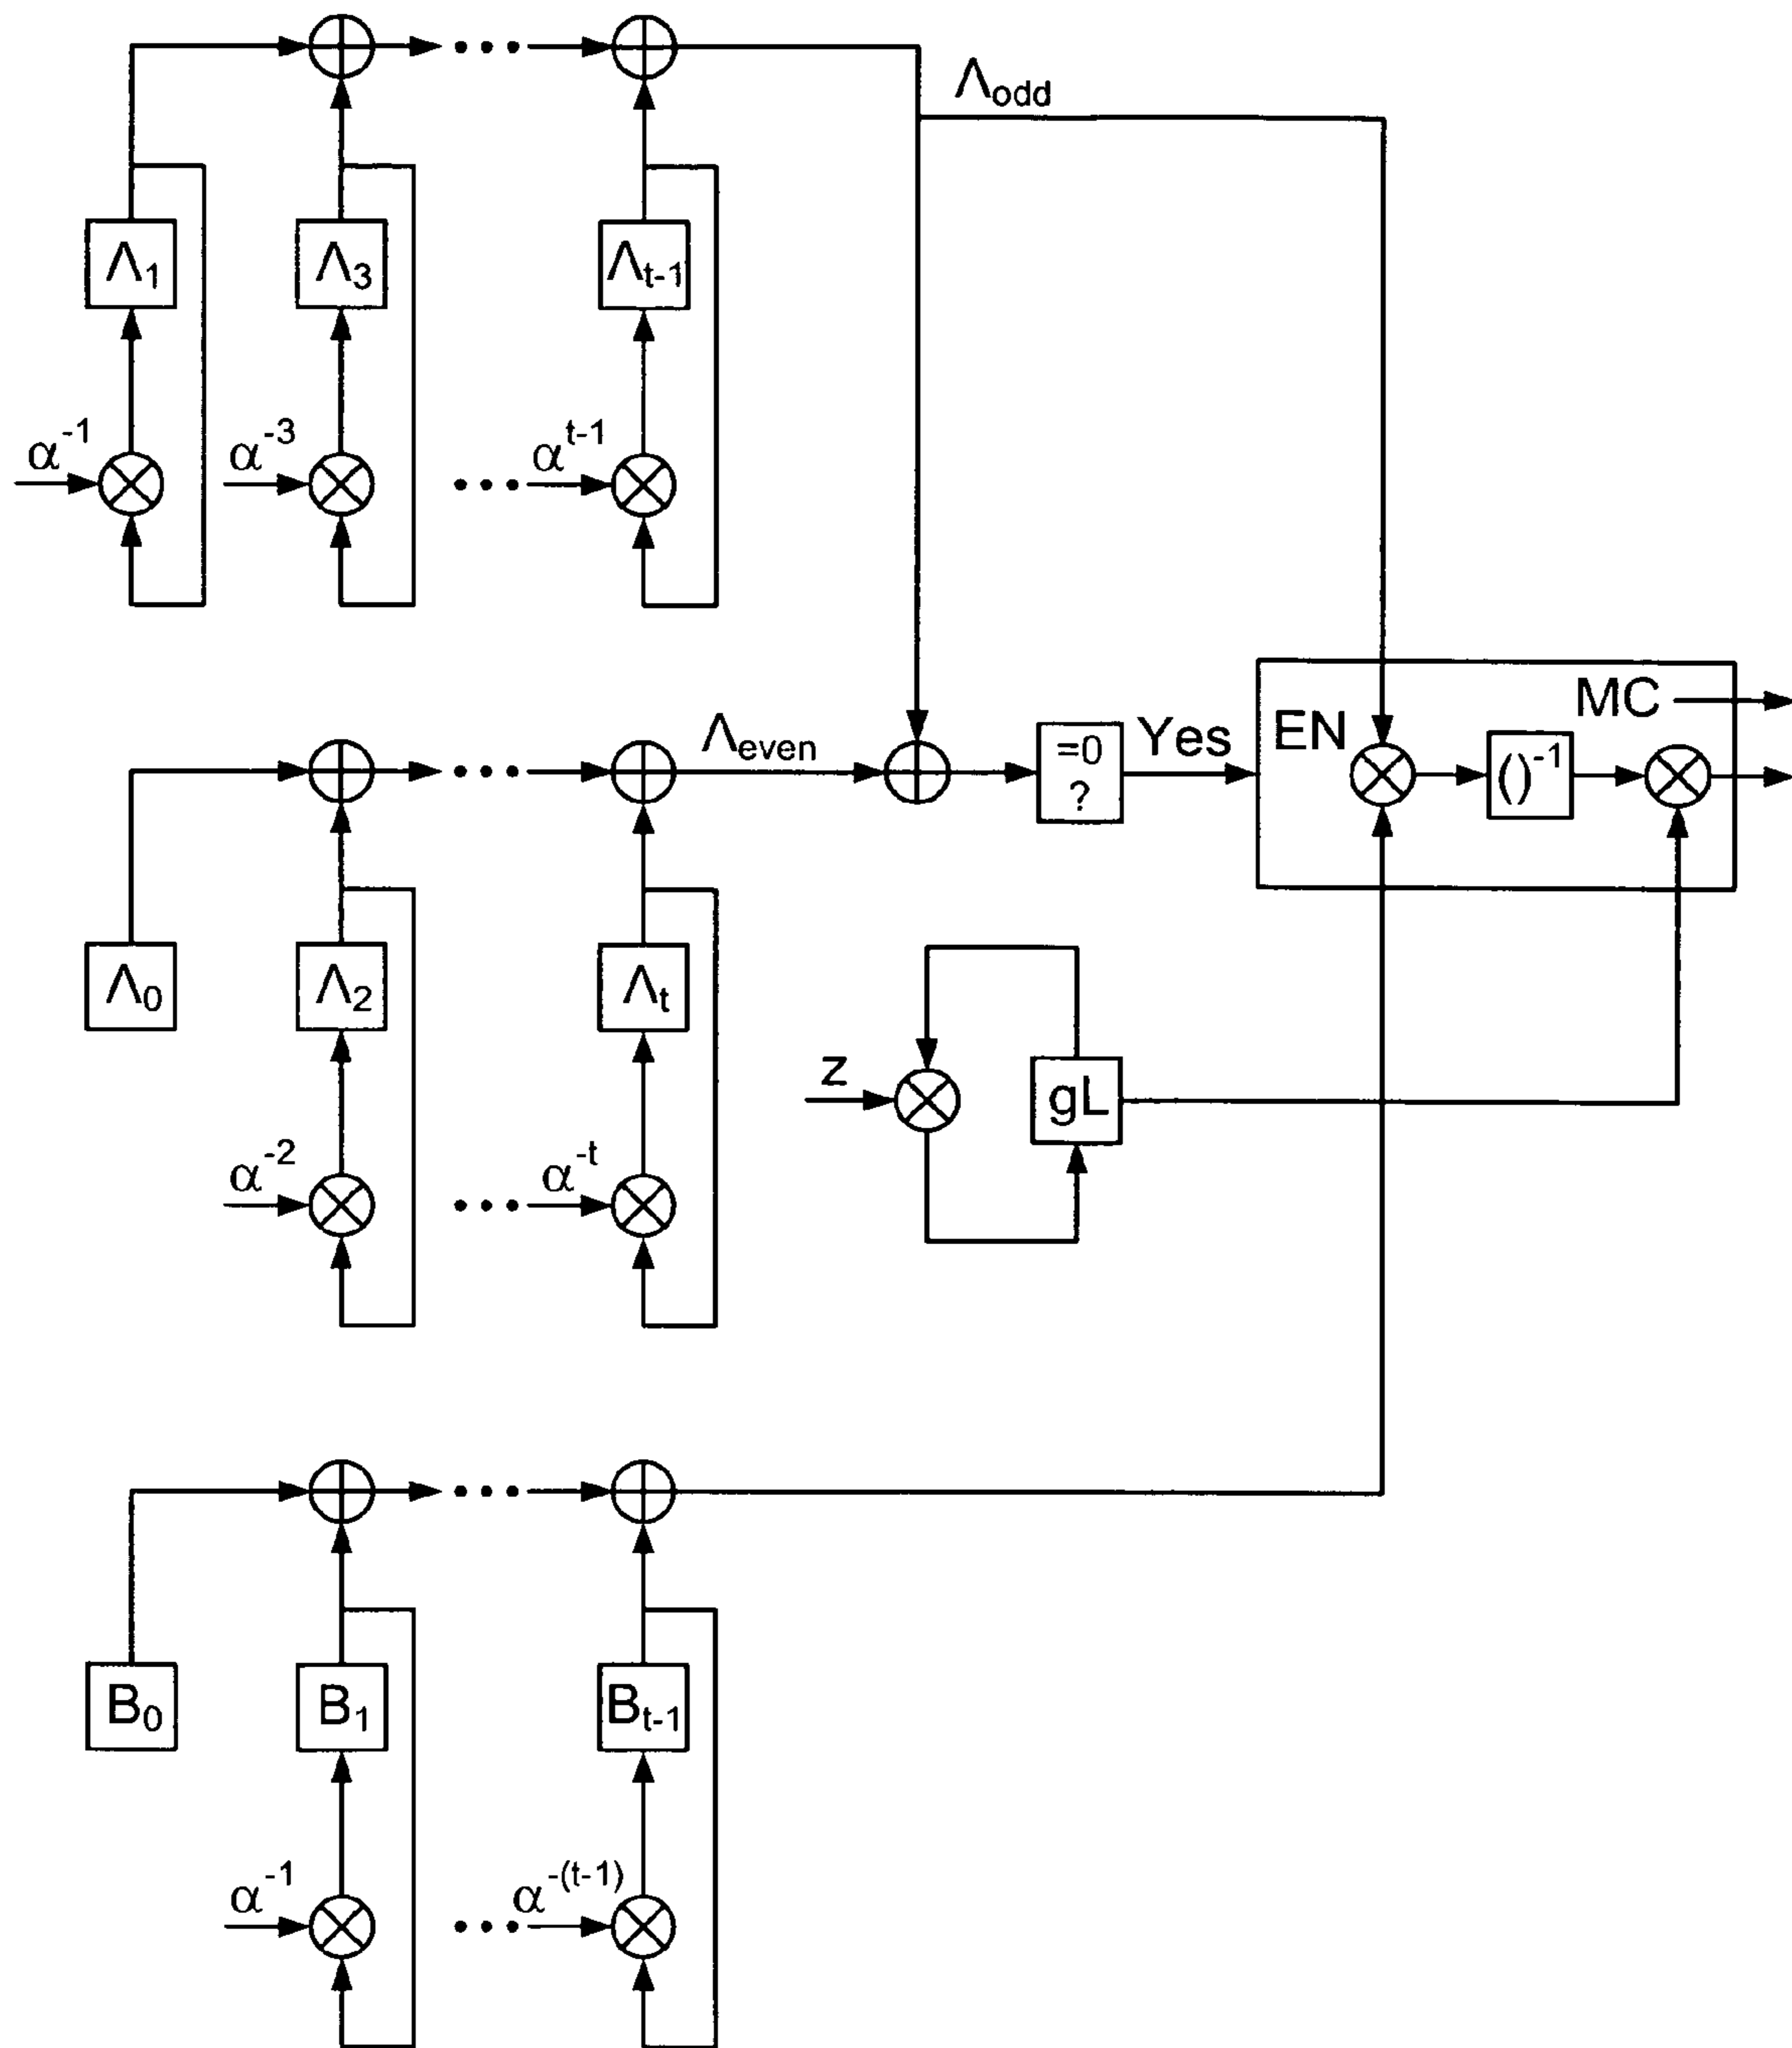 Λodd
Λ1 Λ3 Λt-1
α-1 α-3 ••• αt-1
Λeven
=0
?
Yes
EN
MC
()-1
Λ0 Λ2 Λt
z
gL
α-2 ••• α-t
B0 B1 Bt-1
α-1 ••• α-(t-1)